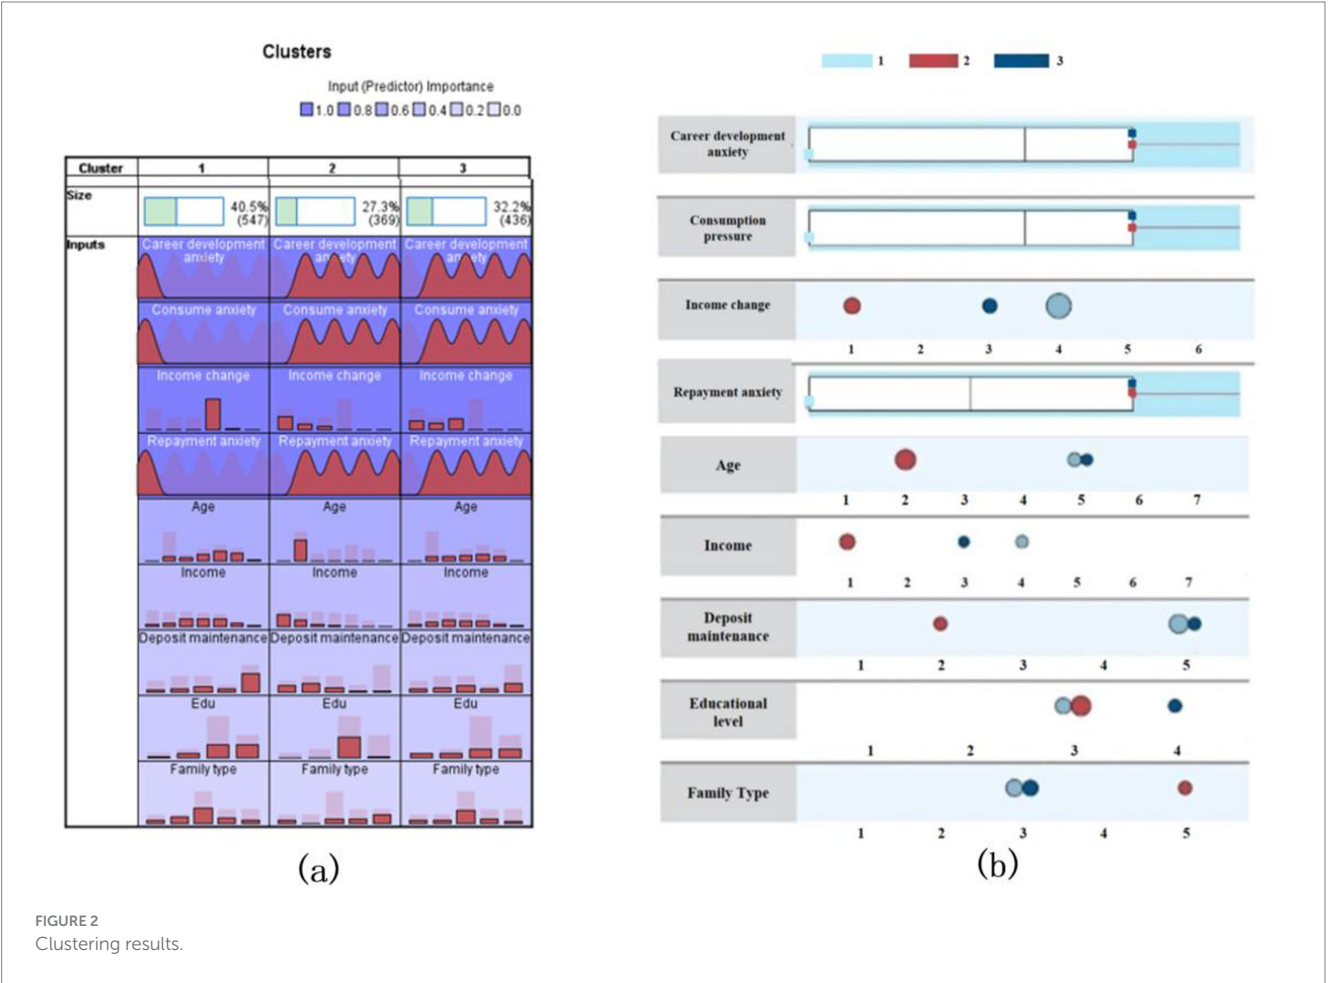 Clusters
Input (Predictor) Importance
1.0 0.8 0.6 0.4 0.2 0.0
Cluster 1 2 3
Size
40.5% 27.3% 32.2%
(547) (369) (436)
Inputs
Career development Career development Career development
anxiety anxiety anxiety
Consume anxiety Consume anxiety Consume anxiety
Income change Income change Income change
Repayment anxiety Repayment anxiety Repayment anxiety
Age Age Age
Income Income Income
Deposit maintenance Deposit maintenance Deposit maintenance
Edu Edu Edu
Family type Family type Family type
(a)
1 2 3
Career development
anxiety
Consumption
pressure
Income change
1 2 3 4 5 6
Repayment anxiety
Age
1 2 3 4 5 6 7
Income
1 2 3 4 5 6 7
Deposit
maintenance
1 2 3 4 5
Educational
level
1 2 3 4
Family Type
1 2 3 4 5
(b)
FIGURE 2
Clustering results.